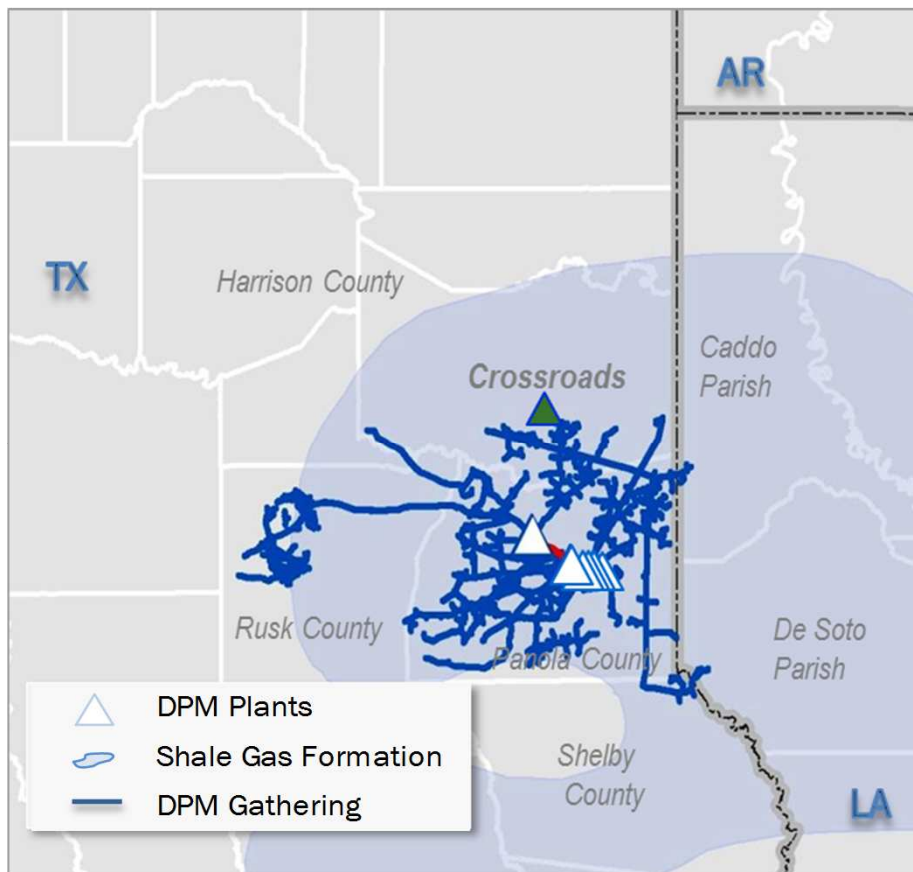 AR
TX
Harrison County
Caddo
Parish
Crossroads
Rusk County
De Soto
Parish
Panola County
DPM Plants
Shale Gas Formation
DPM Gathering
Shelby
County
LA